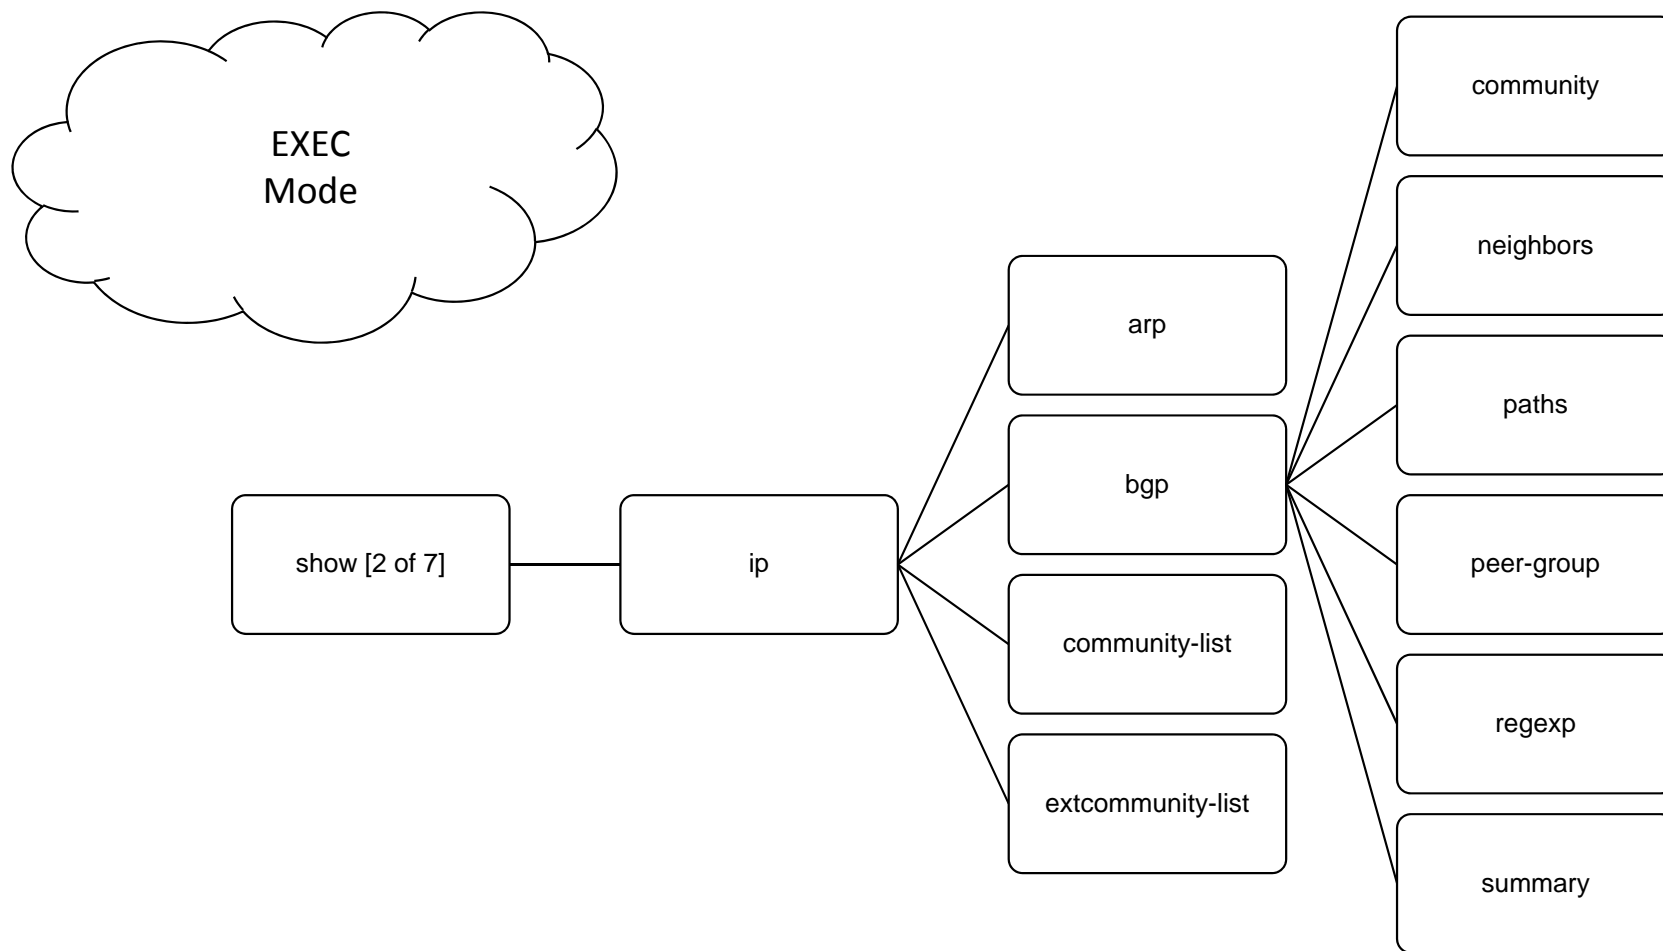 EXEC
Mode
show [2 of 7]
ip
arp
bgp
community-list
extcommunity-list
community
neighbors
paths
peer-group
regexp
summary